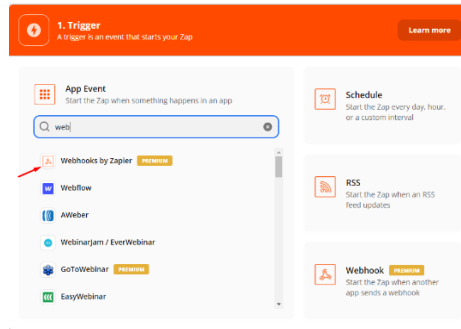 1. Trigger
A trigger is an event that starts your Zap
Learn more
App Event
Start the Zap when something happens in an app
web
Webhooks by Zapier PREMIUM
Webflow
AWeber
WebinarJam / EverWebinar
GoToWebinar PREMIUM
EasyWebinar
Schedule
Start the Zap every day, hour,
or a custom interval
RSS
Start the Zap when an RSS
feed updates
Webhook PREMIUM
Start the Zap when another
app sends a webhook